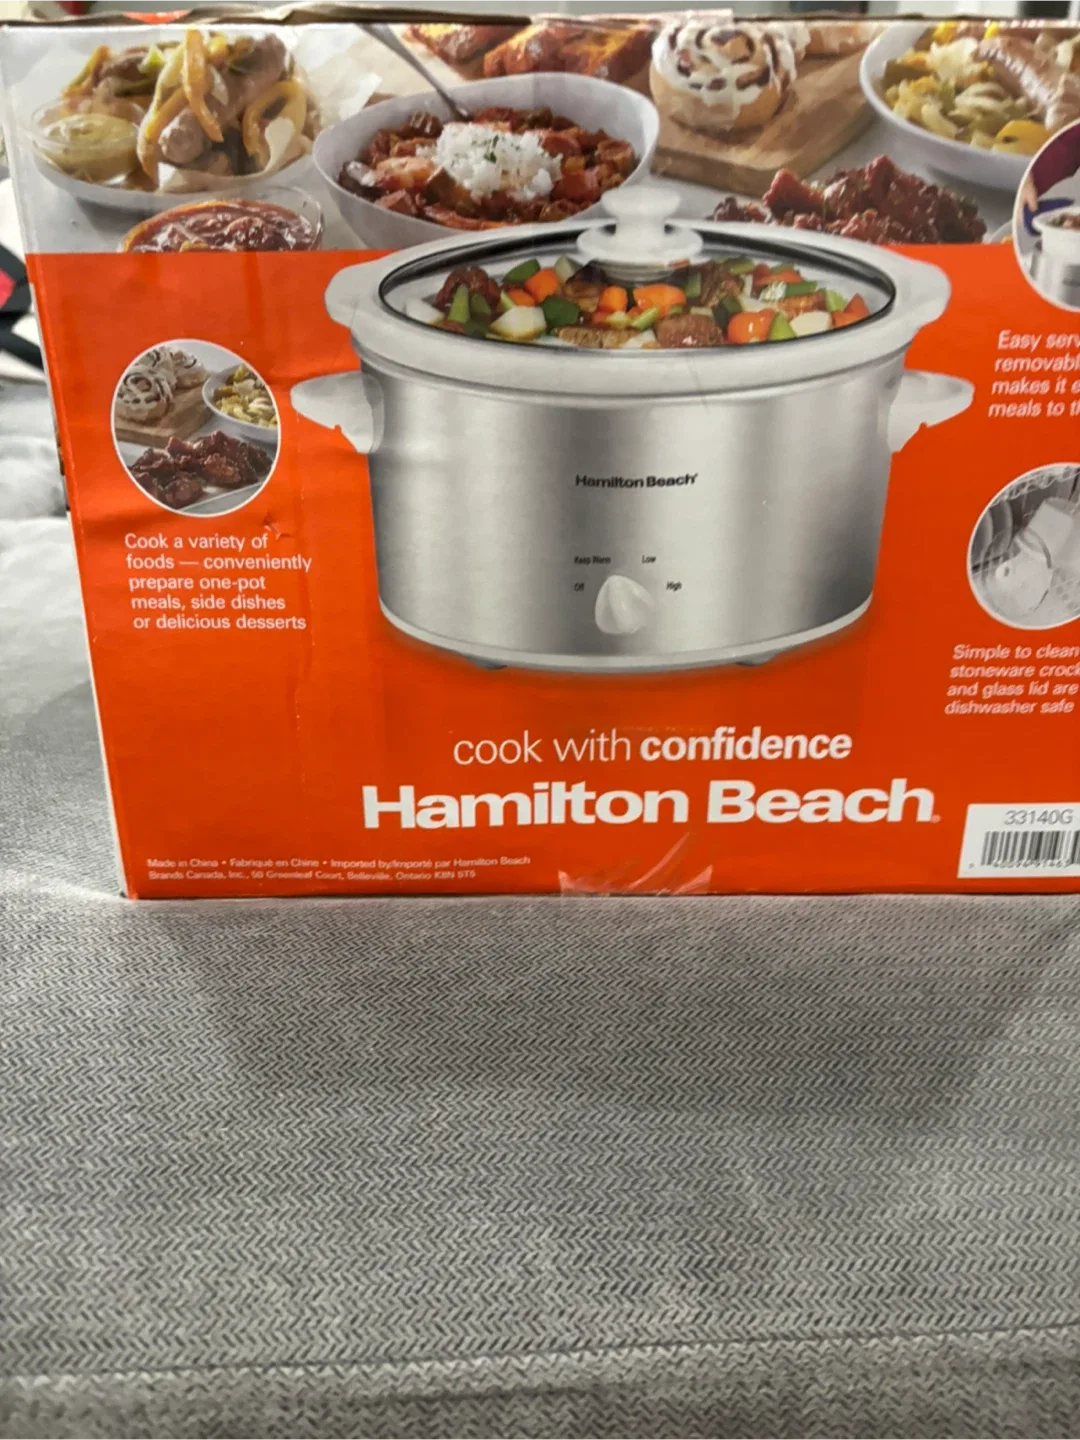 Hamilton Beach®
Keep Warm Low
Off High
Cook a variety of
foods — conveniently
prepare one-pot
meals, side dishes
or delicious desserts
Easy
removabl
makes it
meals to
Simple to clean
stoneware crock
and glass lid are
dishwasher safe
cook with confidence
Hamilton Beach®
Made in China • Fabriqué en Chine • Imported by/Importé par Hamilton Beach
Brands Canada, Inc., 50 Greenleaf Court, Belleville, Ontario K8N 5T5
33140G